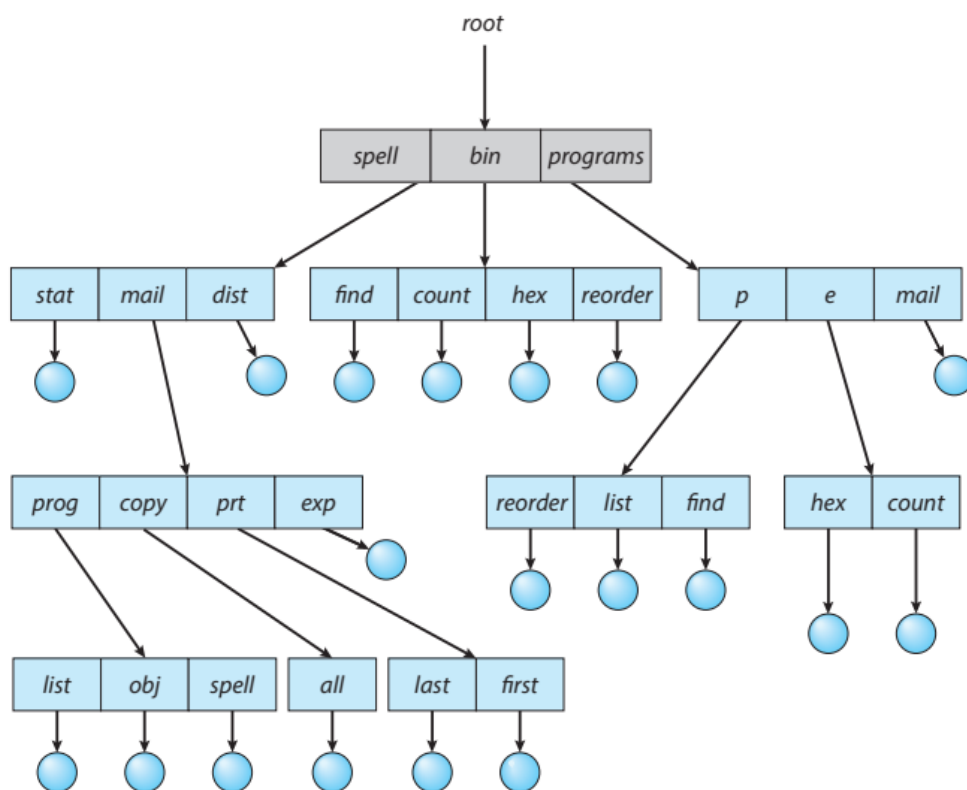 root
spell bin programs
stat mail dist find count hex reorder p e mail
prog copy prt exp reorder list find hex count
list obj spell all last first